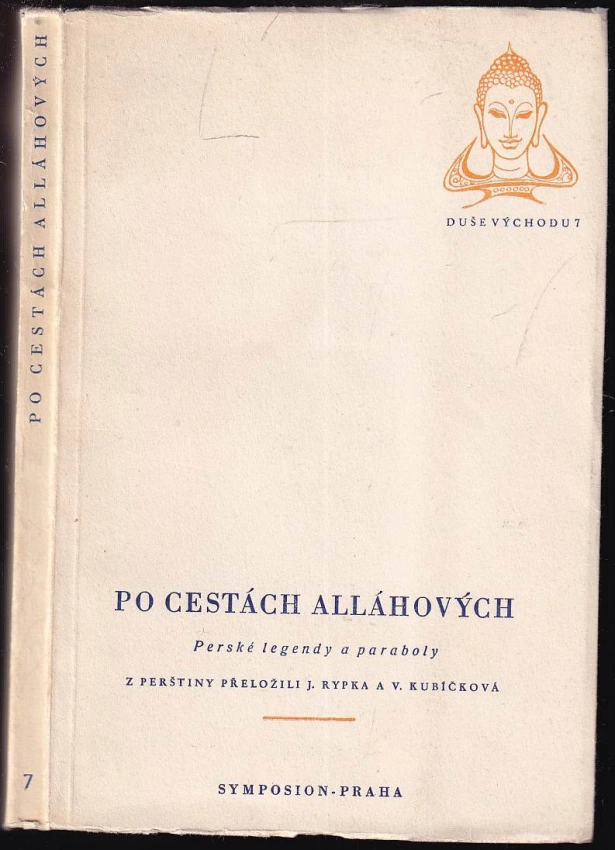 PO CESTÁCH ALLÁHOVÝCH
7
DUŠE VÝCHODU 7
PO CESTÁCH ALLÁHOVÝCH
Perské legendy a paraboly
Z PERŠTINY PŘELOŽILI J. RYPKA A V. KUBÍČKOVÁ
SYMPOSION-PRAHA